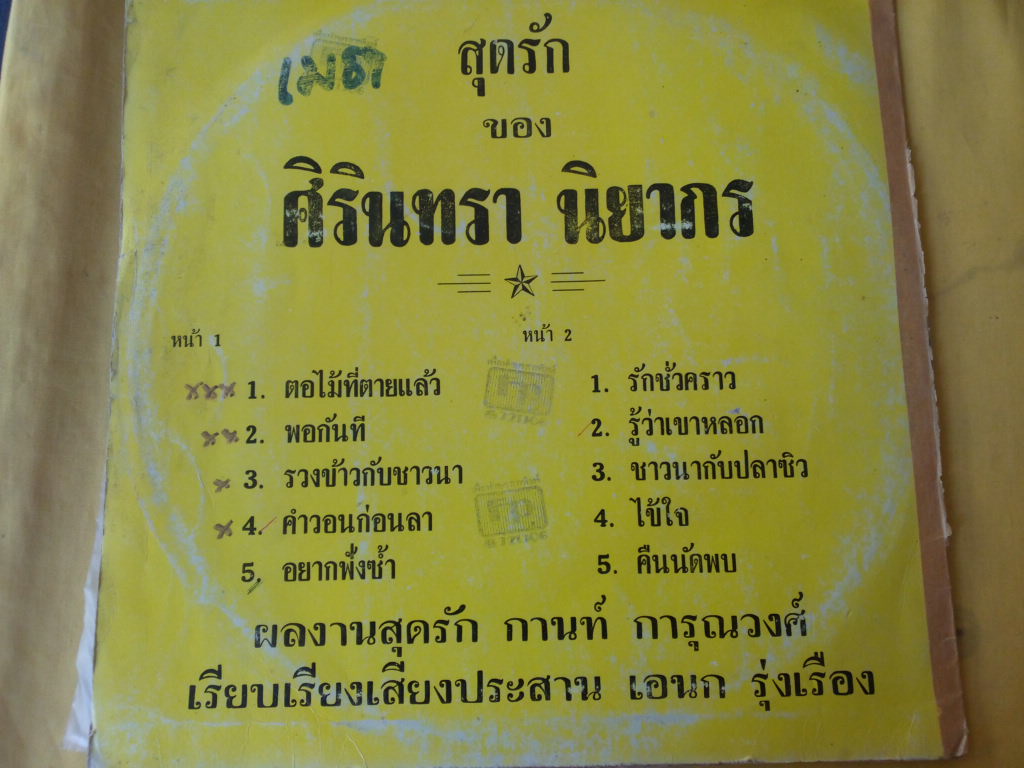 สุดรัก
ของ
ศิรินทรา นิยากร
หน้า 1
1. ตอไม้ที่ตายแล้ว
2. พอกันที
3. รวงข้าวกับชาวนา
4. คำวอนก่อนลา
5. อยากฟังซ้ำ
หน้า 2
1. รักชั่วคราว
2. รู้ว่าเขาหลอก
3. ชาวนากับปลาซิว
4. ไข้ใจ
5. คืนนัดพบ
ผลงานสุดรัก กานท์ การุณวงศ์
เรียบเรียงเสียงประสาน เอนก รุ่งเรือง